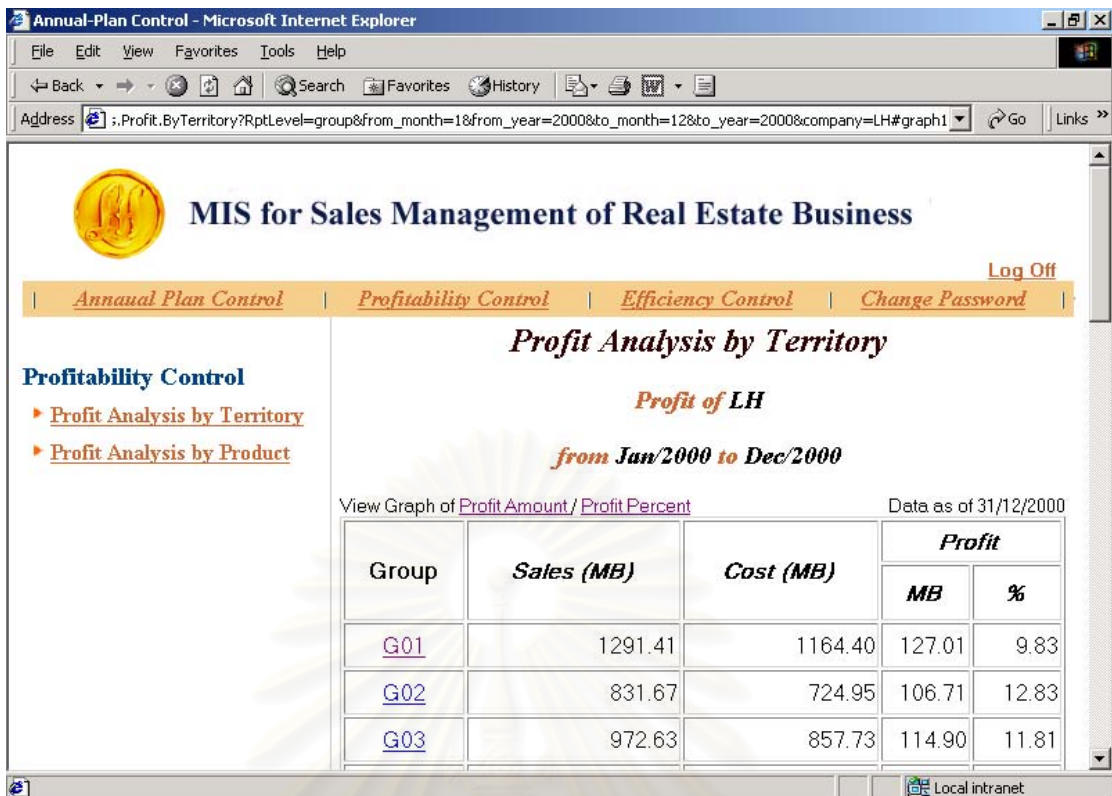 Annual-Plan Control - Microsoft Internet Explorer
File Edit View Favorites Tools Help
Back Search Favorites History
Address ;.Profit.ByTerritory?RptLevel=group&from_month=1&from_year=2000&to_month=12&to_year=2000&company=LH#graph1 Go Links »
LH MIS for Sales Management of Real Estate Business
Log Off
| Annaual Plan Control | Profitability Control | Efficiency Control | Change Password |
Profit Analysis by Territory
Profitability Control
Profit of LH
Profit Analysis by Territory
Profit Analysis by Product
from Jan/2000 to Dec/2000
View Graph of Profit Amount / Profit Percent Data as of 31/12/2000
Group Sales (MB) Cost (MB) Profit
MB %
G01 1291.41 1164.40 127.01 9.83
G02 831.67 724.95 106.71 12.83
G03 972.63 857.73 114.90 11.81
Local intranet